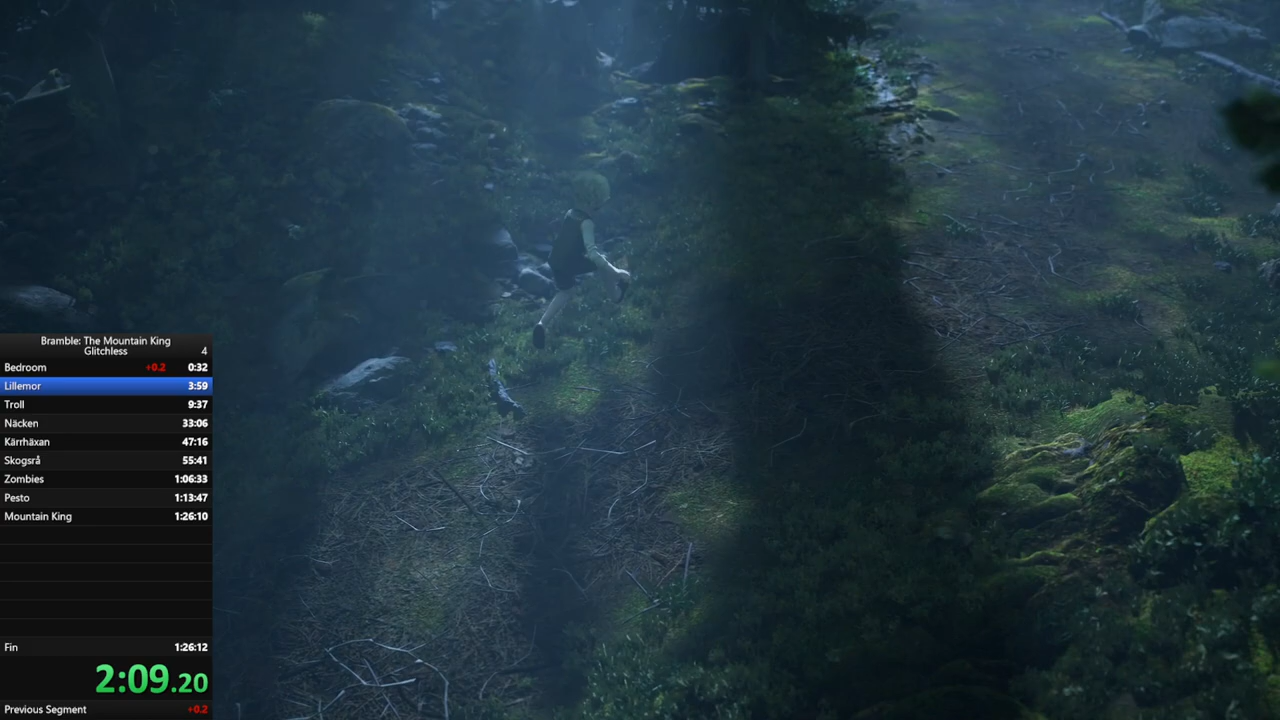 Bramble: The Mountain King
Glitchless 4
Bedroom +0.2 0:32
Lillemor 3:59
Troll 9:37
Näcken 33:06
Kärrhäxan 47:16
Skogsrå 55:41
Zombies 1:06:33
Pesto 1:13:47
Mountain King 1:26:10
Fin 1:26:12
2:09.20
Previous Segment +0.2